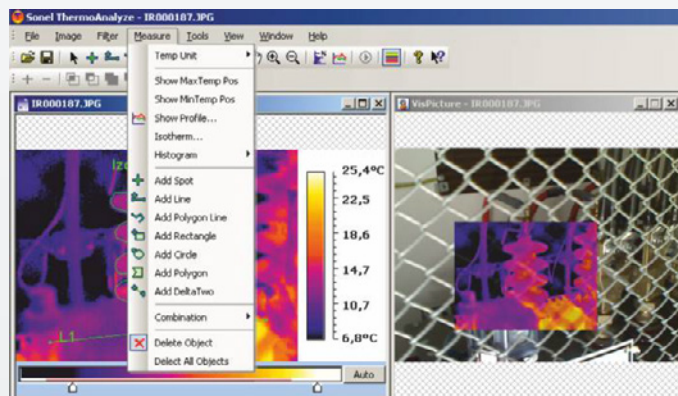 Sonel ThermoAnalyze - IR000187.JPG
File Image Filter Measure Tools View Window Help
Temp Unit
Show MaxTemp Pos
Show MinTemp Pos
Show Profile...
Isotherm...
Histogram
Add Spot
Add Line
Add Polygon Line
Add Rectangle
Add Circle
Add Polygon
Add DeltaTwo
Combination
Delete Object
Delect All Objects
IR000187.JPG
L1
25,4ºC
22,5
18,6
14,7
10,7
6,8ºC
Auto
VisPicture - IR000187.JPG